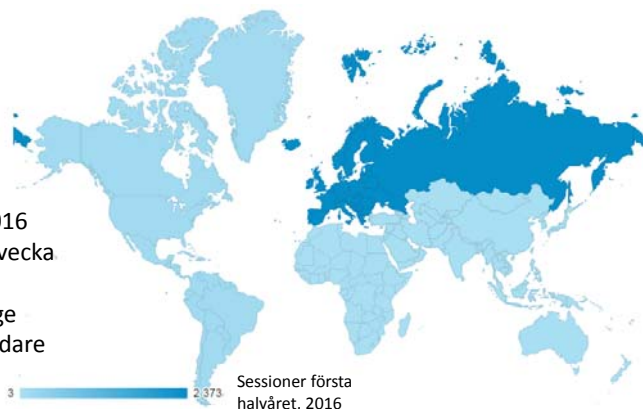 016
vecka
ge
dare
3 2 373 Sessioner första
halvåret, 2016